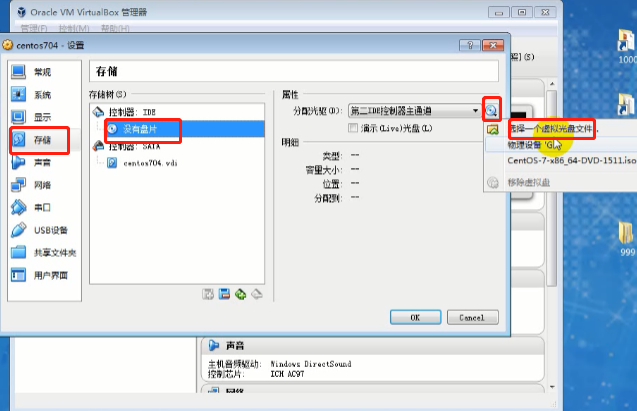 Oracle VM VirtualBox 管理器
管理(F) 控制(M) 帮助(H)
centos704 - 设置
常规
系统
显示
存储
声音
网络
串口
USB设备
共享文件夹
用户界面
存储
存储树(S)
控制器: IDE
没有盘片
控制器: SATA
centos704.vdi
属性
分配光驱(D): 第二IDE控制器主通道
演示(Live)光盘(L)
明细
类型: --
容量大小: --
位置: --
分配到: --
选择一个虚拟光盘文件...
物理设备 'G
CentOS-7-x86_64-DVD-1511.iso
移除虚拟盘
OK
Cancel
声音
主机音频驱动: Windows DirectSound
控制芯片: ICH AC97
网络
(S)
1000
999